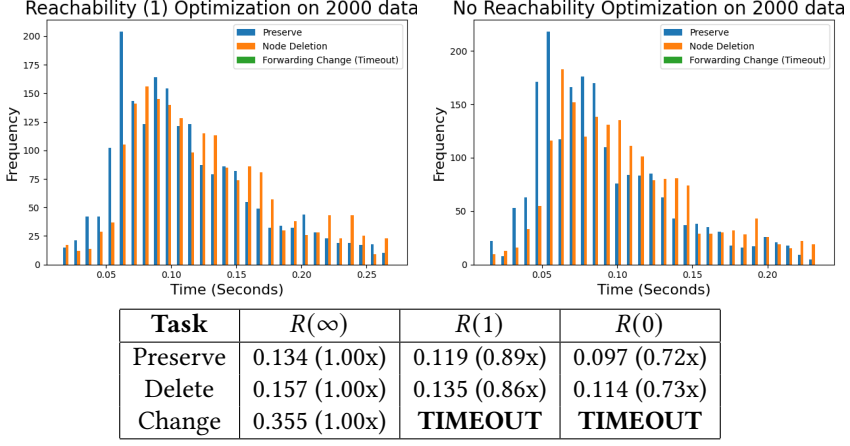 Reachability (1) Optimization on 2000 data
Preserve
Node Deletion
Forwarding Change (Timeout)
Frequency
200
175
150
125
100
75
50
25
0
0.05
0.10
0.15
0.20
0.25
Time (Seconds)
No Reachability Optimization on 2000 data
Preserve
Node Deletion
Forwarding Change (Timeout)
Frequency
200
150
100
50
0
0.05
0.10
0.15
0.20
Time (Seconds)
Task R(∞) R(1) R(0)
Preserve 0.134 (1.00x) 0.119 (0.89x) 0.097 (0.72x)
Delete 0.157 (1.00x) 0.135 (0.86x) 0.114 (0.73x)
Change 0.355 (1.00x) TIMEOUT TIMEOUT